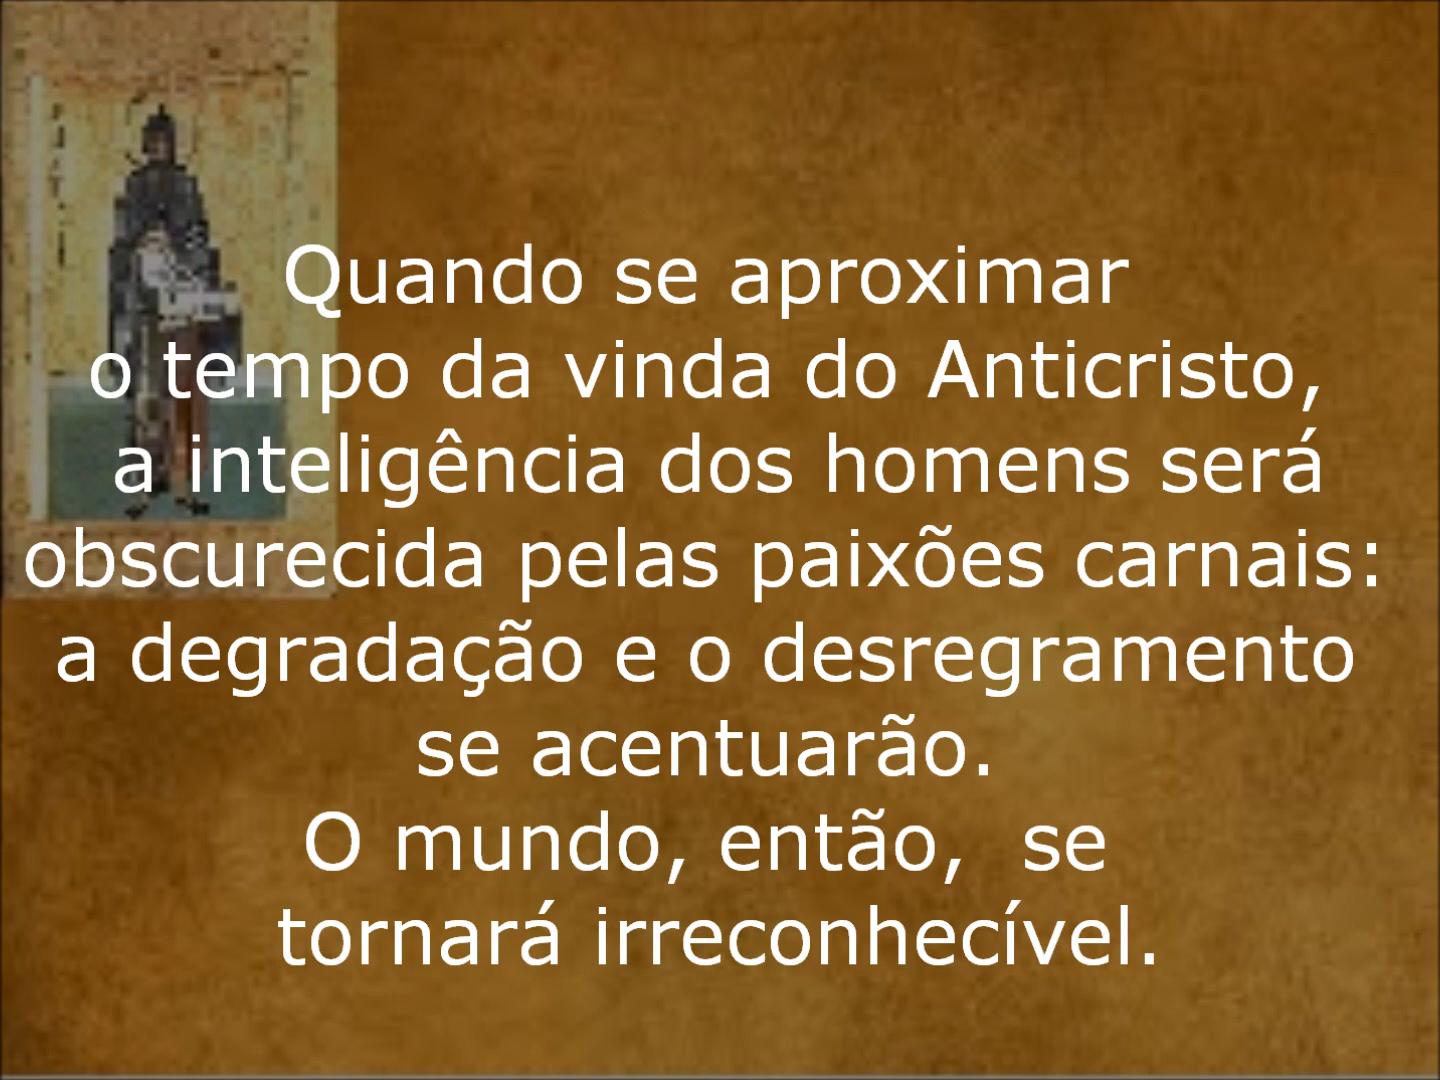 Quando se aproximar
o tempo da vinda do Anticristo,
a inteligência dos homens será
obscurecida pelas paixões carnais:
a degradação e o desregramento
se acentuarão.
O mundo, então, se
tornará irreconhecível.